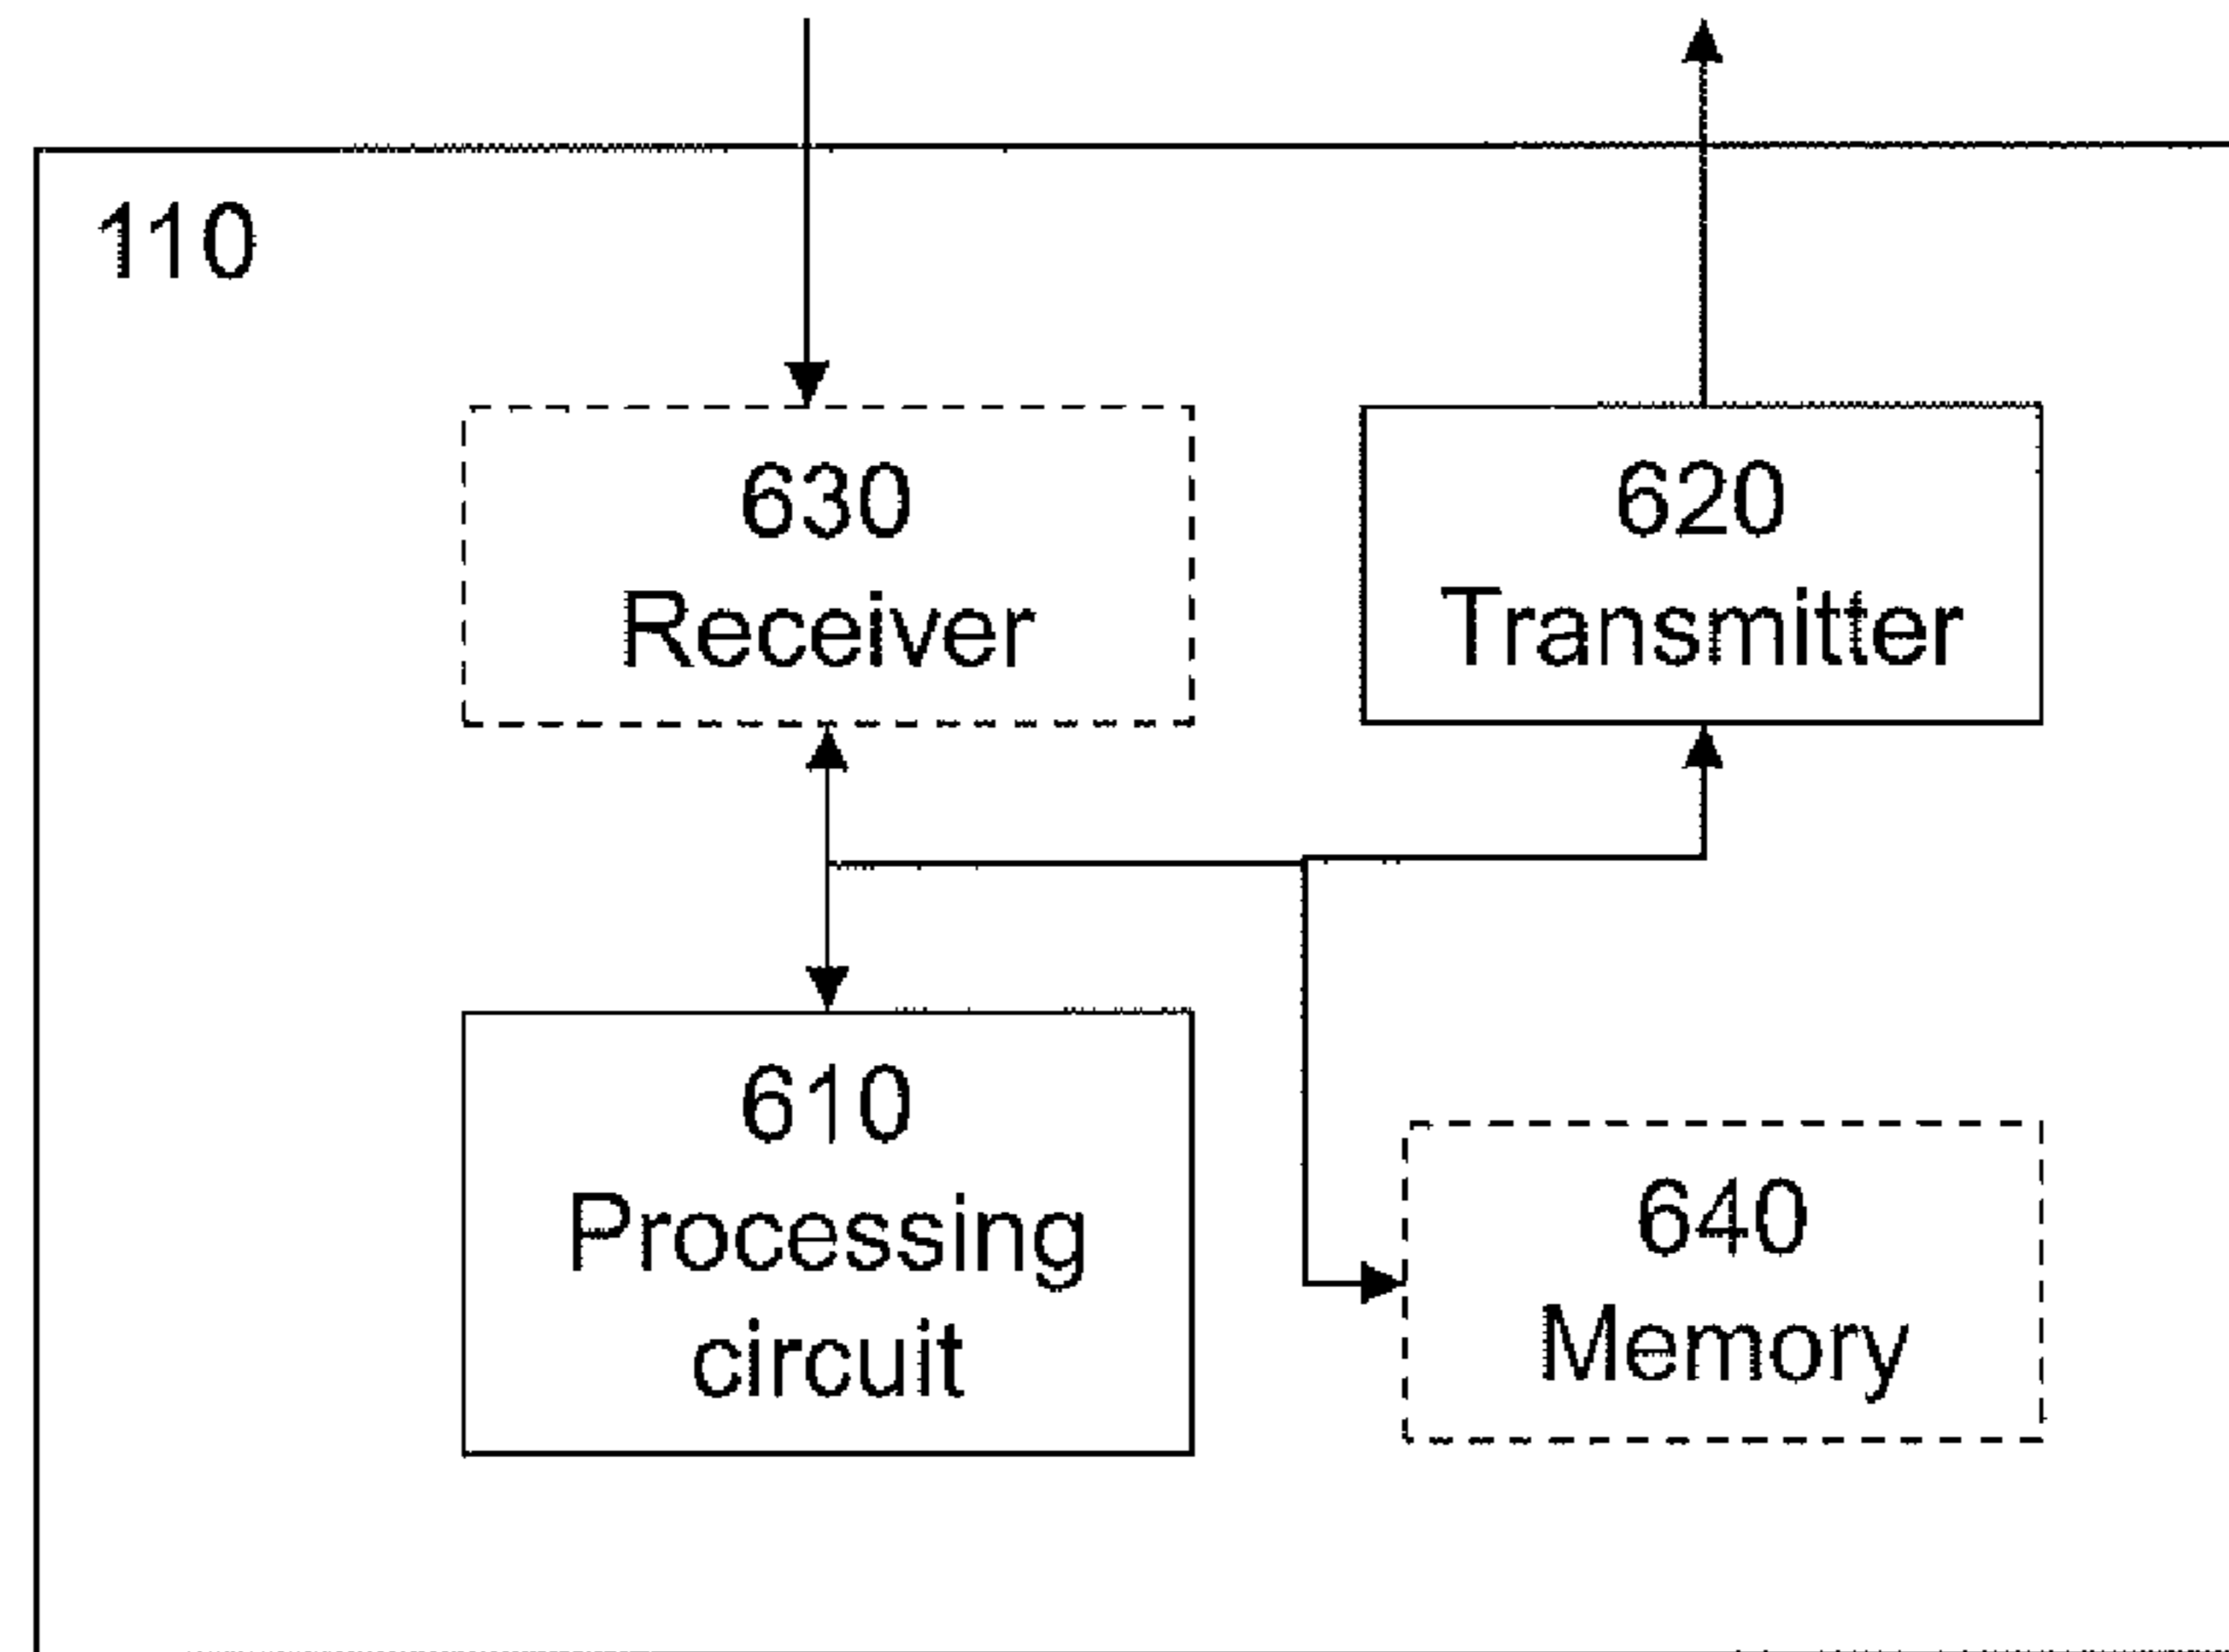 110
630
Receiver
620
Transmitter
610
Processing
circuit
640
Memory